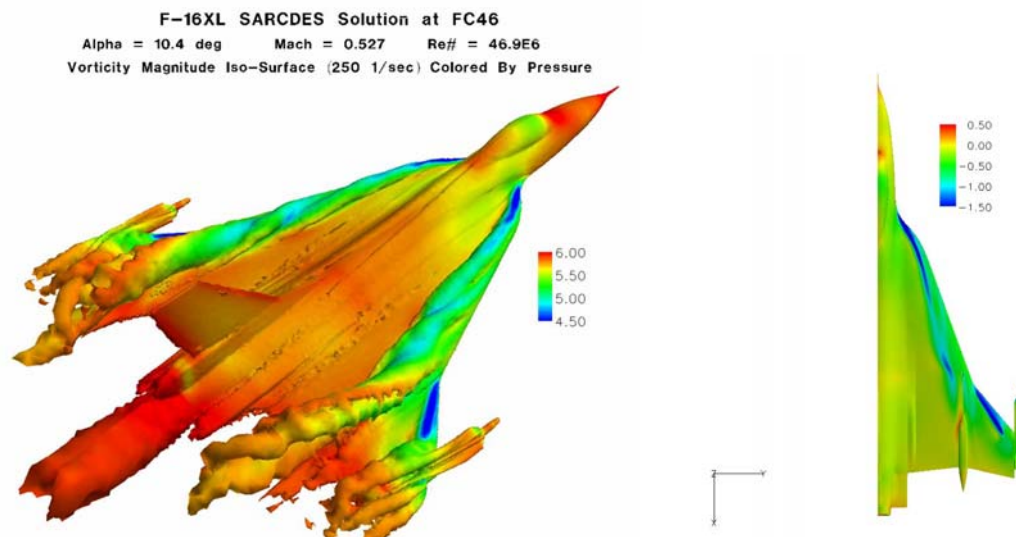 F-16XL SARCDES Solution at FC46
Alpha = 10.4 deg Mach = 0.527 Re# = 46.9E6
Vorticity Magnitude Iso-Surface (250 1/sec) Colored By Pressure
6.00
5.50
5.00
4.50
0.50
0.00
-0.50
-1.00
-1.50
Z
Y
X